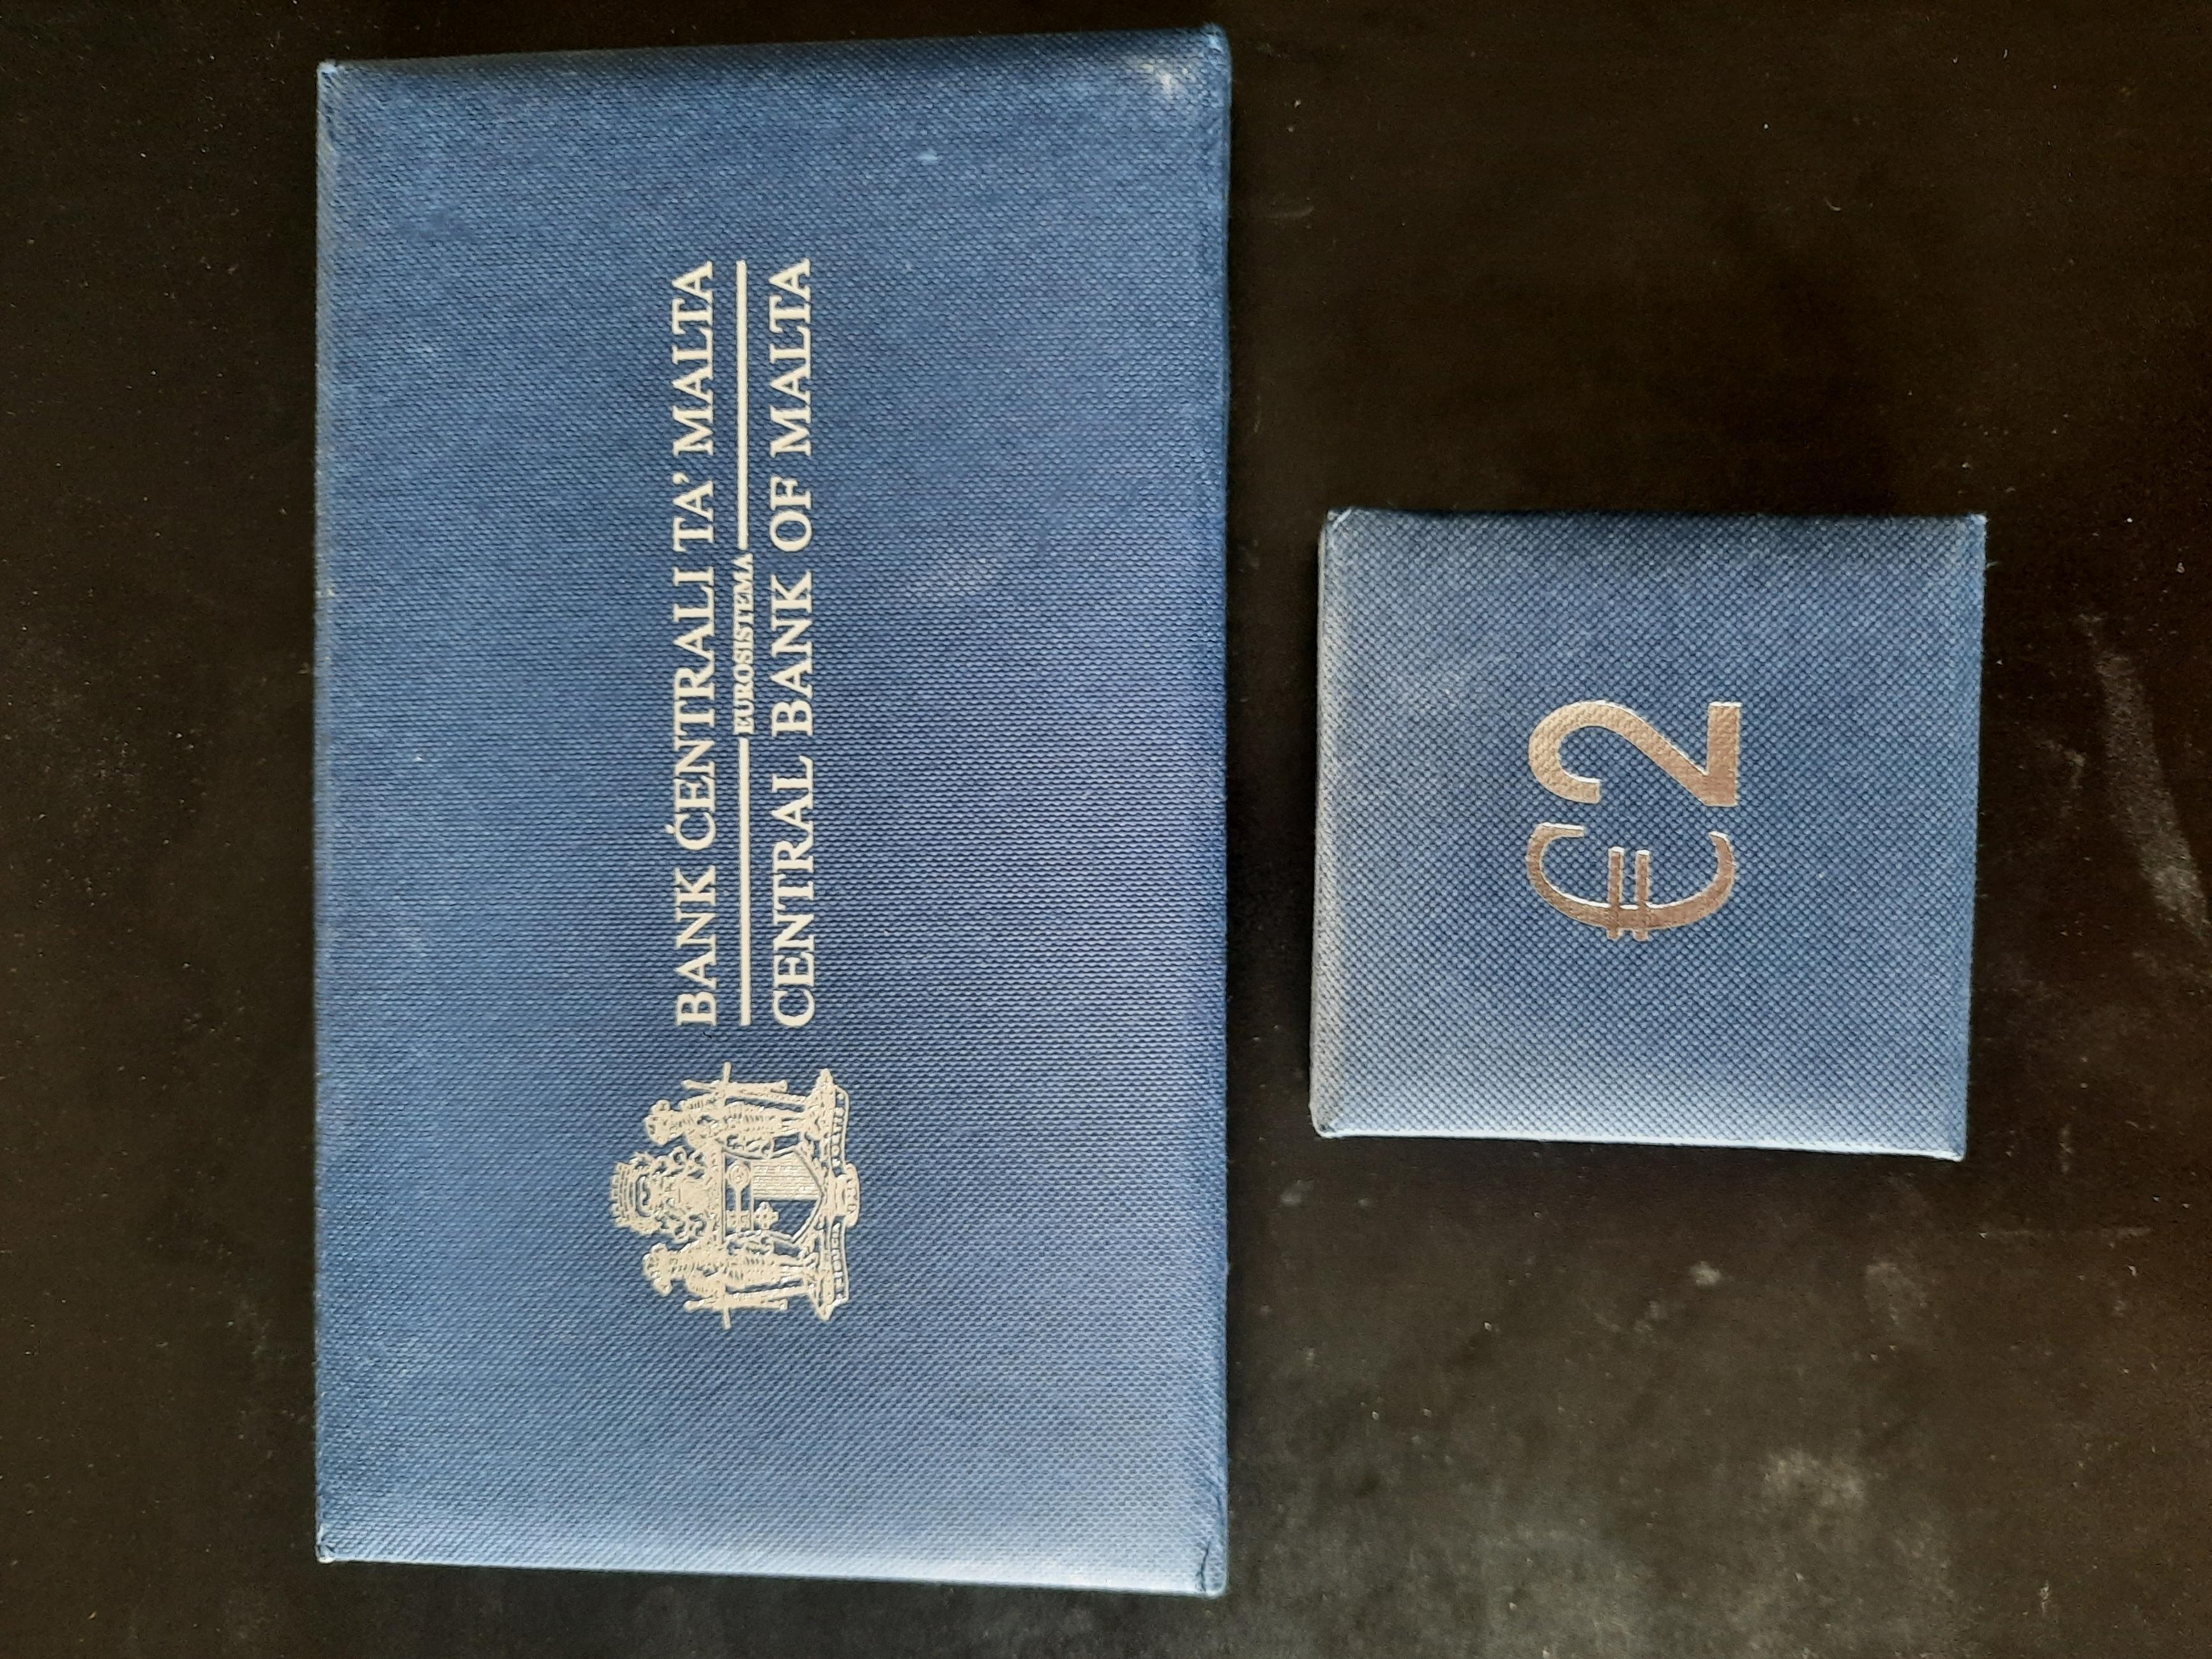 BANK ĊENTRALI TA' MALTA
EUROSISTEMA
CENTRAL BANK OF MALTA
€2